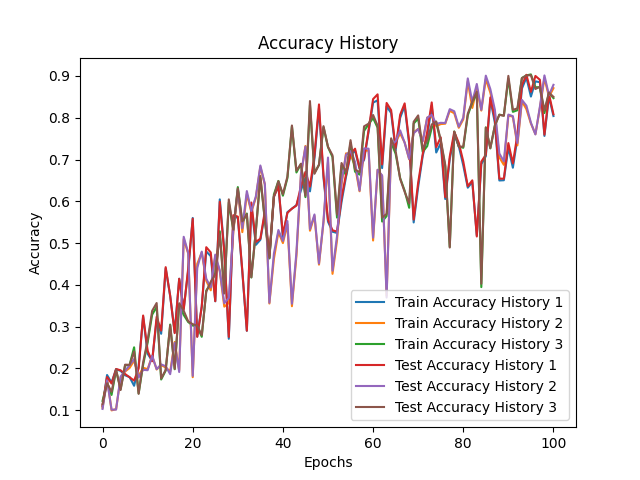 Accuracy History
Accuracy
0.9
0.8
0.7
0.6
0.5
0.4
0.3
0.2
0.1
Train Accuracy History 1
Train Accuracy History 2
Train Accuracy History 3
Test Accuracy History 1
Test Accuracy History 2
Test Accuracy History 3
0 20 40 60 80 100
Epochs